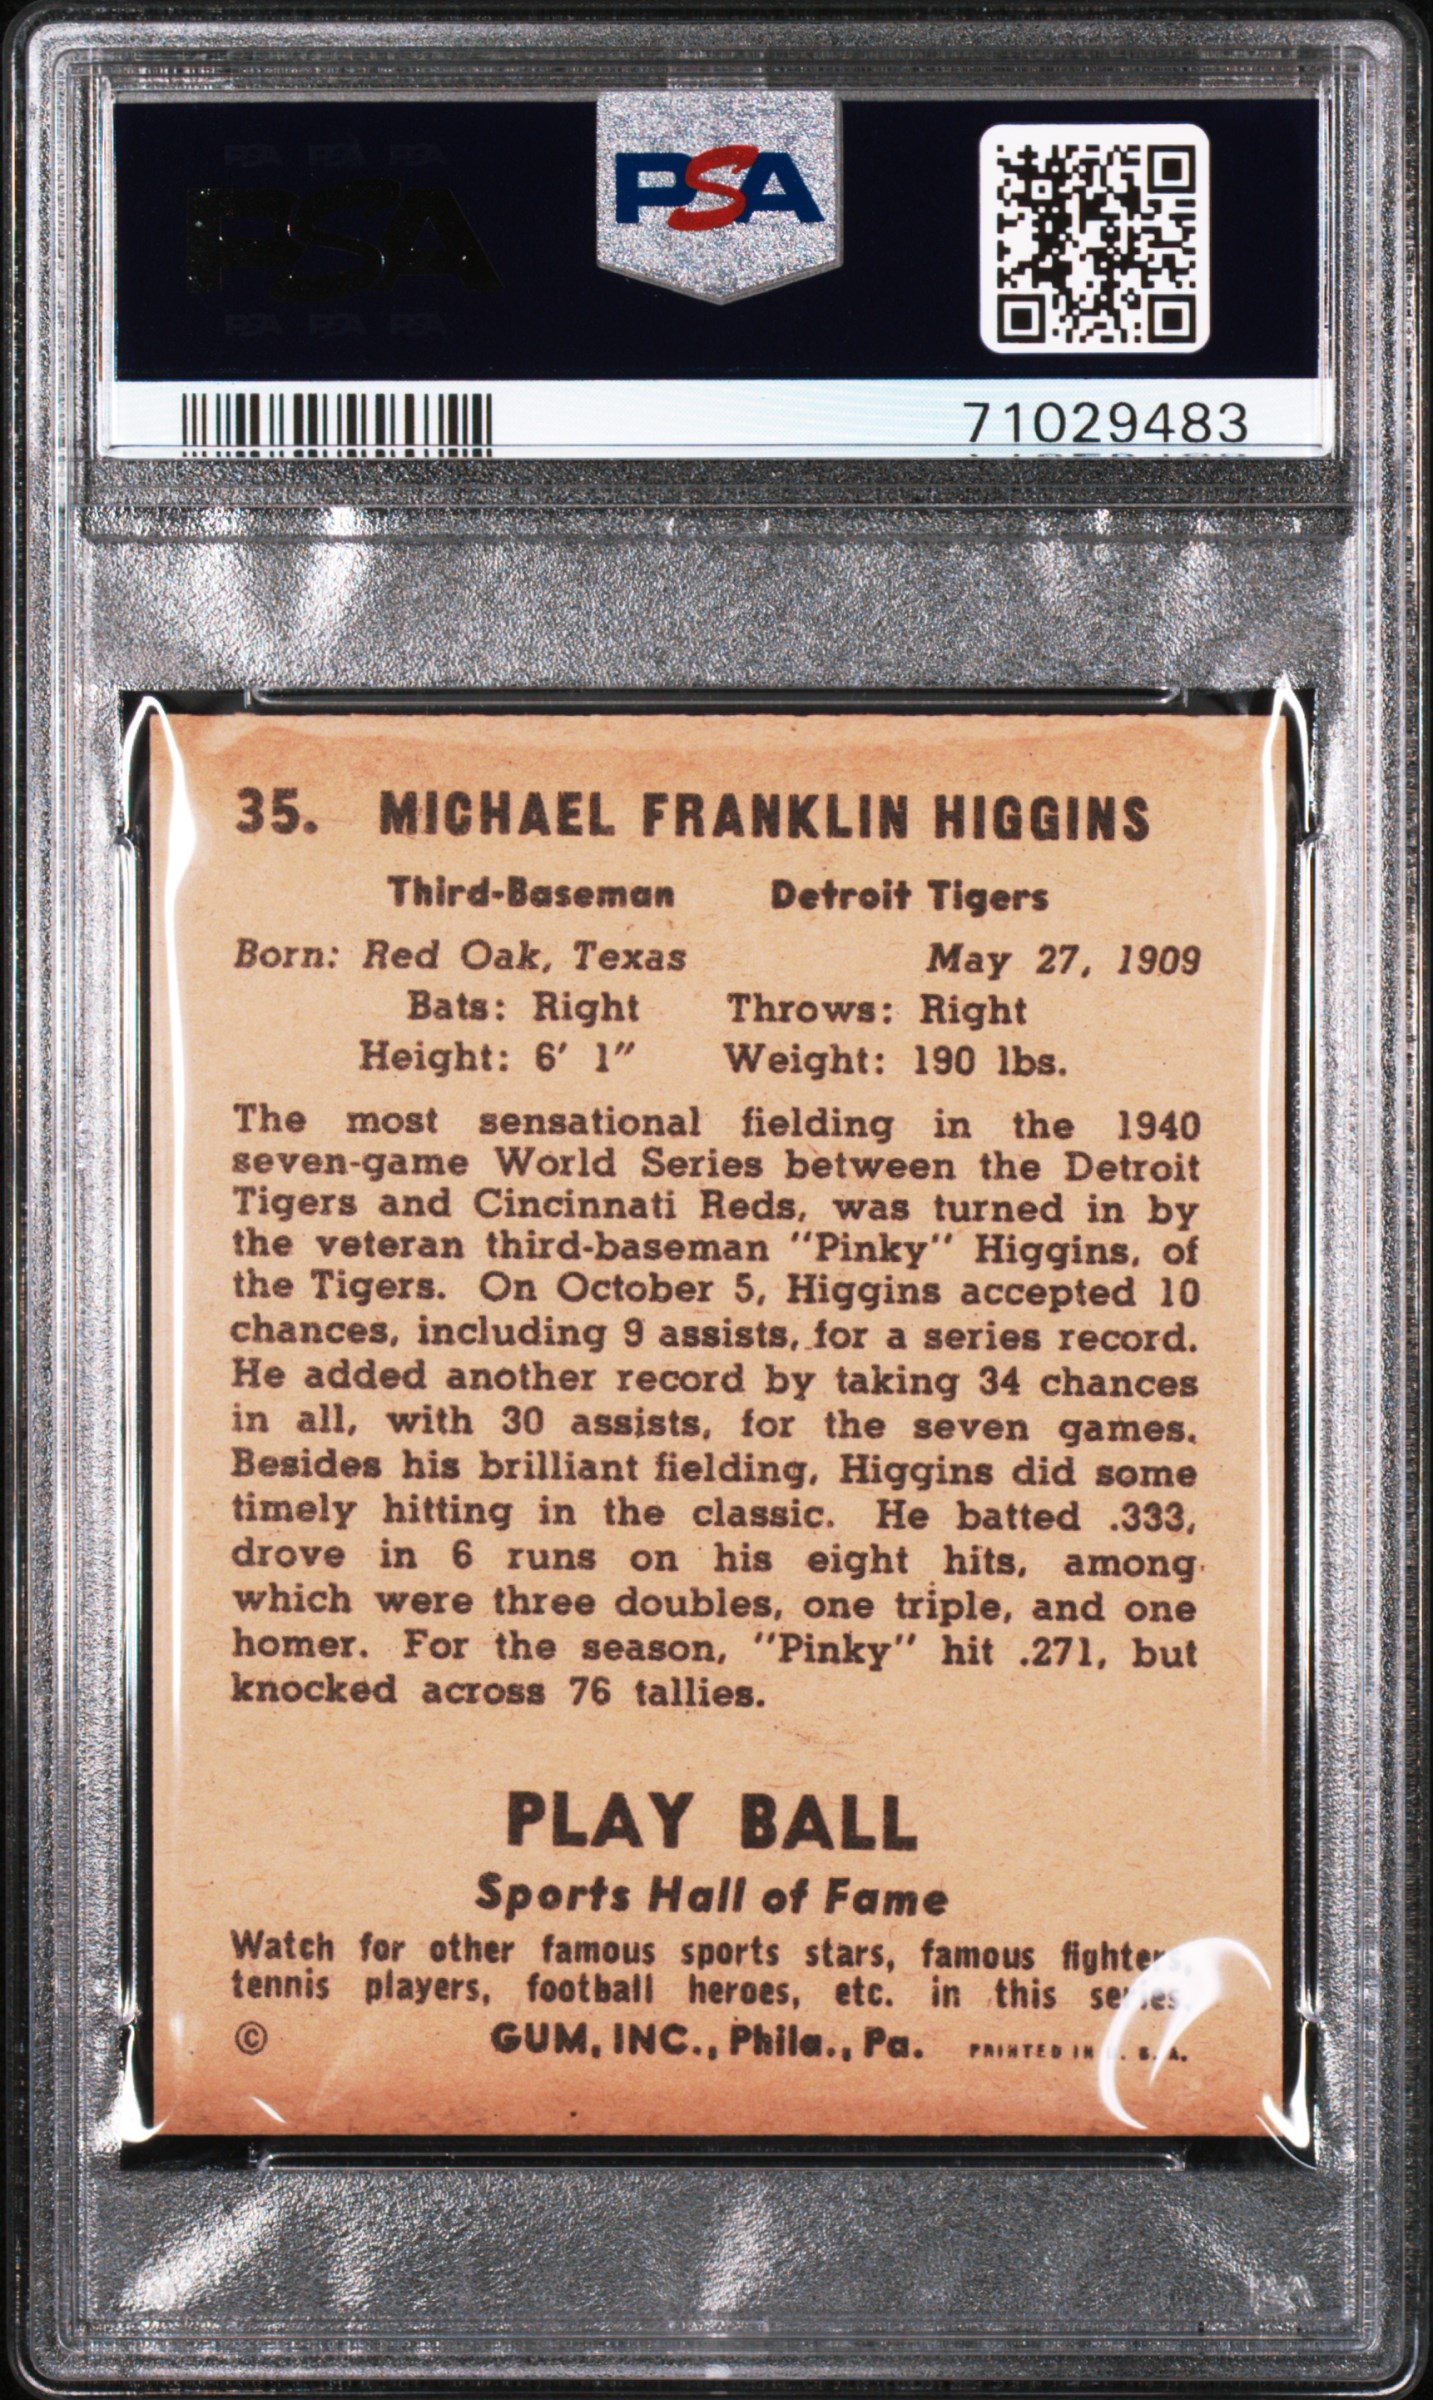 PSA PSA PSA
PSA
PSA PSA PSA
PSA
71029483
35. MICHAEL FRANKLIN HIGGINS
Third-Baseman Detroit Tigers
Born: Red Oak, Texas May 27, 1909
Bats: Right Throws: Right
Height: 6' 1" Weight: 190 lbs.
The most sensational fielding in the 1940
seven-game World Series between the Detroit
Tigers and Cincinnati Reds, was turned in by
the veteran third-baseman "Pinky" Higgins, of
the Tigers. On October 5, Higgins accepted 10
chances, including 9 assists, for a series record.
He added another record by taking 34 chances
in all, with 30 assists, for the seven games.
Besides his brilliant fielding, Higgins did some
timely hitting in the classic. He batted .333,
drove in 6 runs on his eight hits, among
which were three doubles, one triple, and one
homer. For the season, "Pinky" hit .271, but
knocked across 76 tallies.
PLAY BALL
Sports Hall of Fame
Watch for other famous sports stars, famous fighters,
tennis players, football heroes, etc. in this series.
© GUM, INC., Phila., Pa. PRINTED IN U. S. A.
PSA